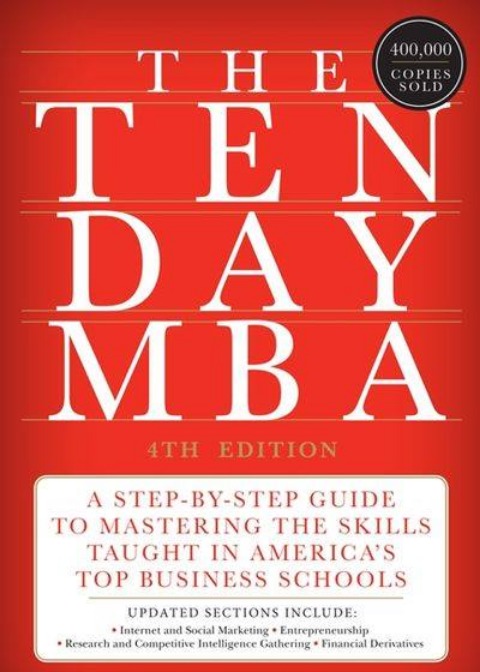 400,000
COPIES
SOLD
THE
TEN
DAY
MBA
4TH EDITION
A STEP-BY-STEP GUIDE
TO MASTERING THE SKILLS
TAUGHT IN AMERICA'S
TOP BUSINESS SCHOOLS
UPDATED SECTIONS INCLUDE:
• Internet and Social Marketing • Entrepreneurship
• Research and Competitive Intelligence Gathering • Financial Derivatives